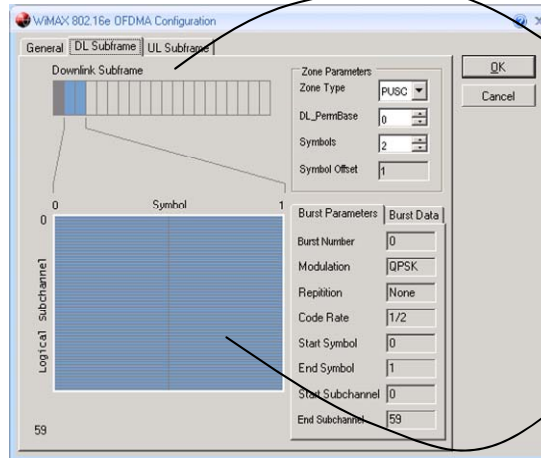 WiMAX 802.16e OFDMA Configuration
General DL Subframe UL Subframe
Downlink Subframe
Zone Parameters
Zone Type PUSC
DL_PermBase 0
Symbols 2
Symbol Offset 1
OK
Cancel
0 Symbol 1
0
Logical Subchannel
59
Burst Parameters Burst Data
Burst Number 0
Modulation QPSK
Repitition None
Code Rate 1/2
Start Symbol 0
End Symbol 1
Start Subchannel 0
End Subchannel 59